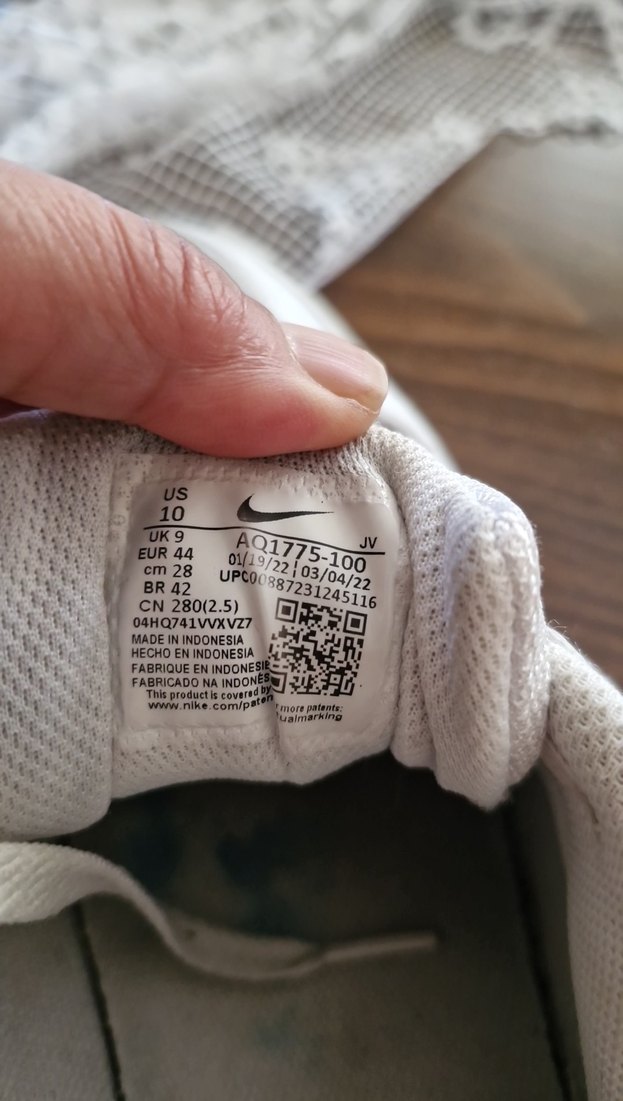 US
10
UK 9
EUR 44
cm 28
BR 42
CN 280(2.5)
JV
AQ1775-100
01/19/22 | 03/04/22
UPC00887231245116
04HQ741VVXVZ7
MADE IN INDONESIA
HECHO EN INDONESIA
FABRIQUE EN INDONESIE
FABRICADO NA INDONÉS
This product is covered by
www.nike.com/paten
more patents:
ualmarking